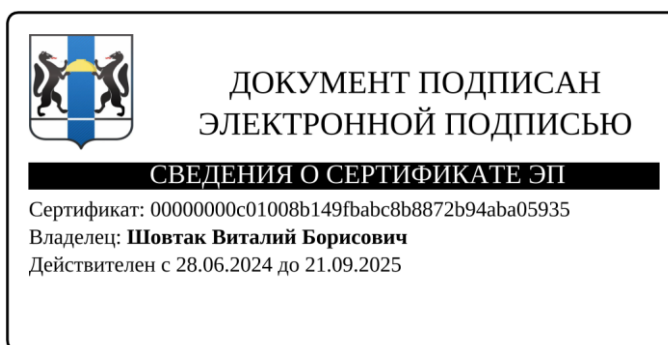 ДОКУМЕНТ ПОДПИСАН
ЭЛЕКТРОННОЙ ПОДПИСЬЮ
СВЕДЕНИЯ О СЕРТИФИКАТЕ ЭП
Сертификат: 00000000c01008b149fbabc8b8872b94aba05935
Владелец: Шовтак Виталий Борисович
Действителен с 28.06.2024 до 21.09.2025